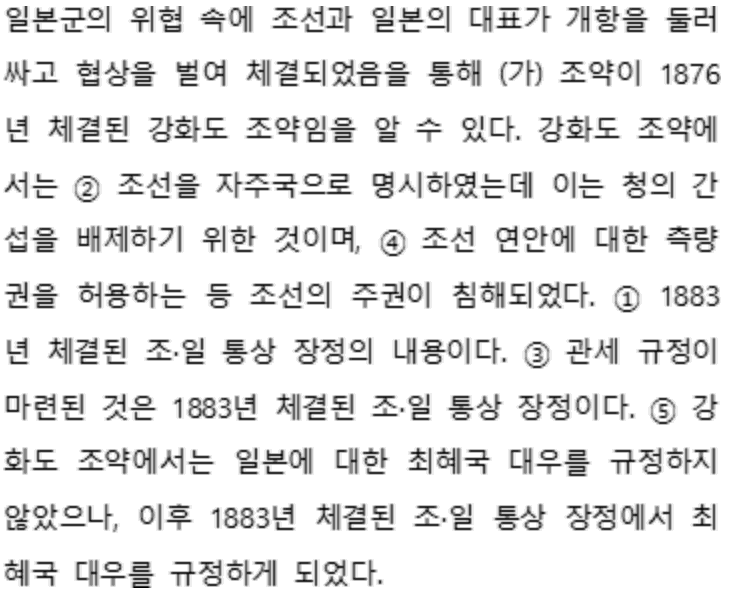 일본군의 위협 속에 조선과 일본의 대표가 개항을 둘러
싸고 협상을 벌여 체결되었음을 통해 (가) 조약이 1876
년 체결된 강화도 조약임을 알 수 있다. 강화도 조약에
서는 ② 조선을 자주국으로 명시하였는데 이는 청의 간
섭을 배제하기 위한 것이며, ④ 조선 연안에 대한 측량
권을 허용하는 등 조선의 주권이 침해되었다. ① 1883
년 체결된 조·일 통상 장정의 내용이다. ③ 관세 규정이
마련된 것은 1883년 체결된 조·일 통상 장정이다. ⑤ 강
화도 조약에서는 일본에 대한 최혜국 대우를 규정하지
않았으나, 이후 1883년 체결된 조·일 통상 장정에서 최
혜국 대우를 규정하게 되었다.